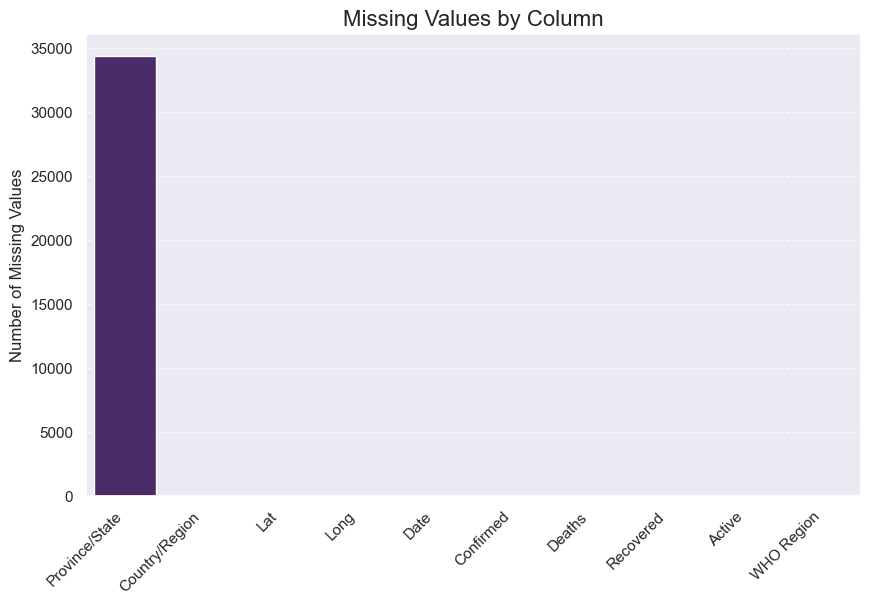 Missing Values by Column
Number of Missing Values
35000
30000
25000
20000
15000
10000
5000
0
Province/State
Country/Region
Lat
Long
Date
Confirmed
Deaths
Recovered
Active
WHO Region